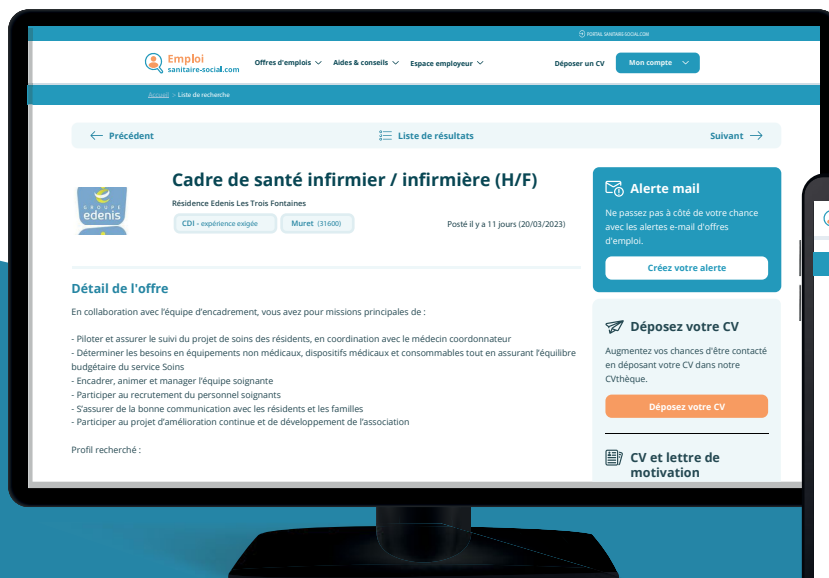 PORTAIL SANITAIRE-SOCIAL.COM
Emploi
sanitaire-social.com
Offres d'emplois
Aides & conseils
Espace employeur
Déposer un CV
Mon compte
Accueil > Liste de recherche
Précédent
Liste de résultats
Suivant
GROUPE
edenis
Cadre de santé infirmier / infirmière (H/F)
Résidence Edenis Les Trois Fontaines
CDI - expérience exigée
Muret (31600)
Posté il y a 11 jours (20/03/2023)
Détail de l'offre
En collaboration avec l'équipe d'encadrement, vous avez pour missions principales de :
- Piloter et assurer le suivi du projet de soins des résidents, en coordination avec le médecin coordonnateur
- Déterminer les besoins en équipements non médicaux, dispositifs médicaux et consommables tout en assurant l'équilibre
budgétaire du service Soins
- Encadrer, animer et manager l'équipe soignante
- Participer au recrutement du personnel soignants
- S'assurer de la bonne communication avec les résidents et les familles
- Participer au projet d'amélioration continue et de développement de l'association
Profil recherché :
Alerte mail
Ne passez pas à côté de votre chance
avec les alertes e-mail d'offres
d'emploi.
Créez votre alerte
Déposez votre CV
Augmentez vos chances d'être contacté
en déposant votre CV dans notre
CVthèque.
Déposez votre CV
CV et lettre de
motivation